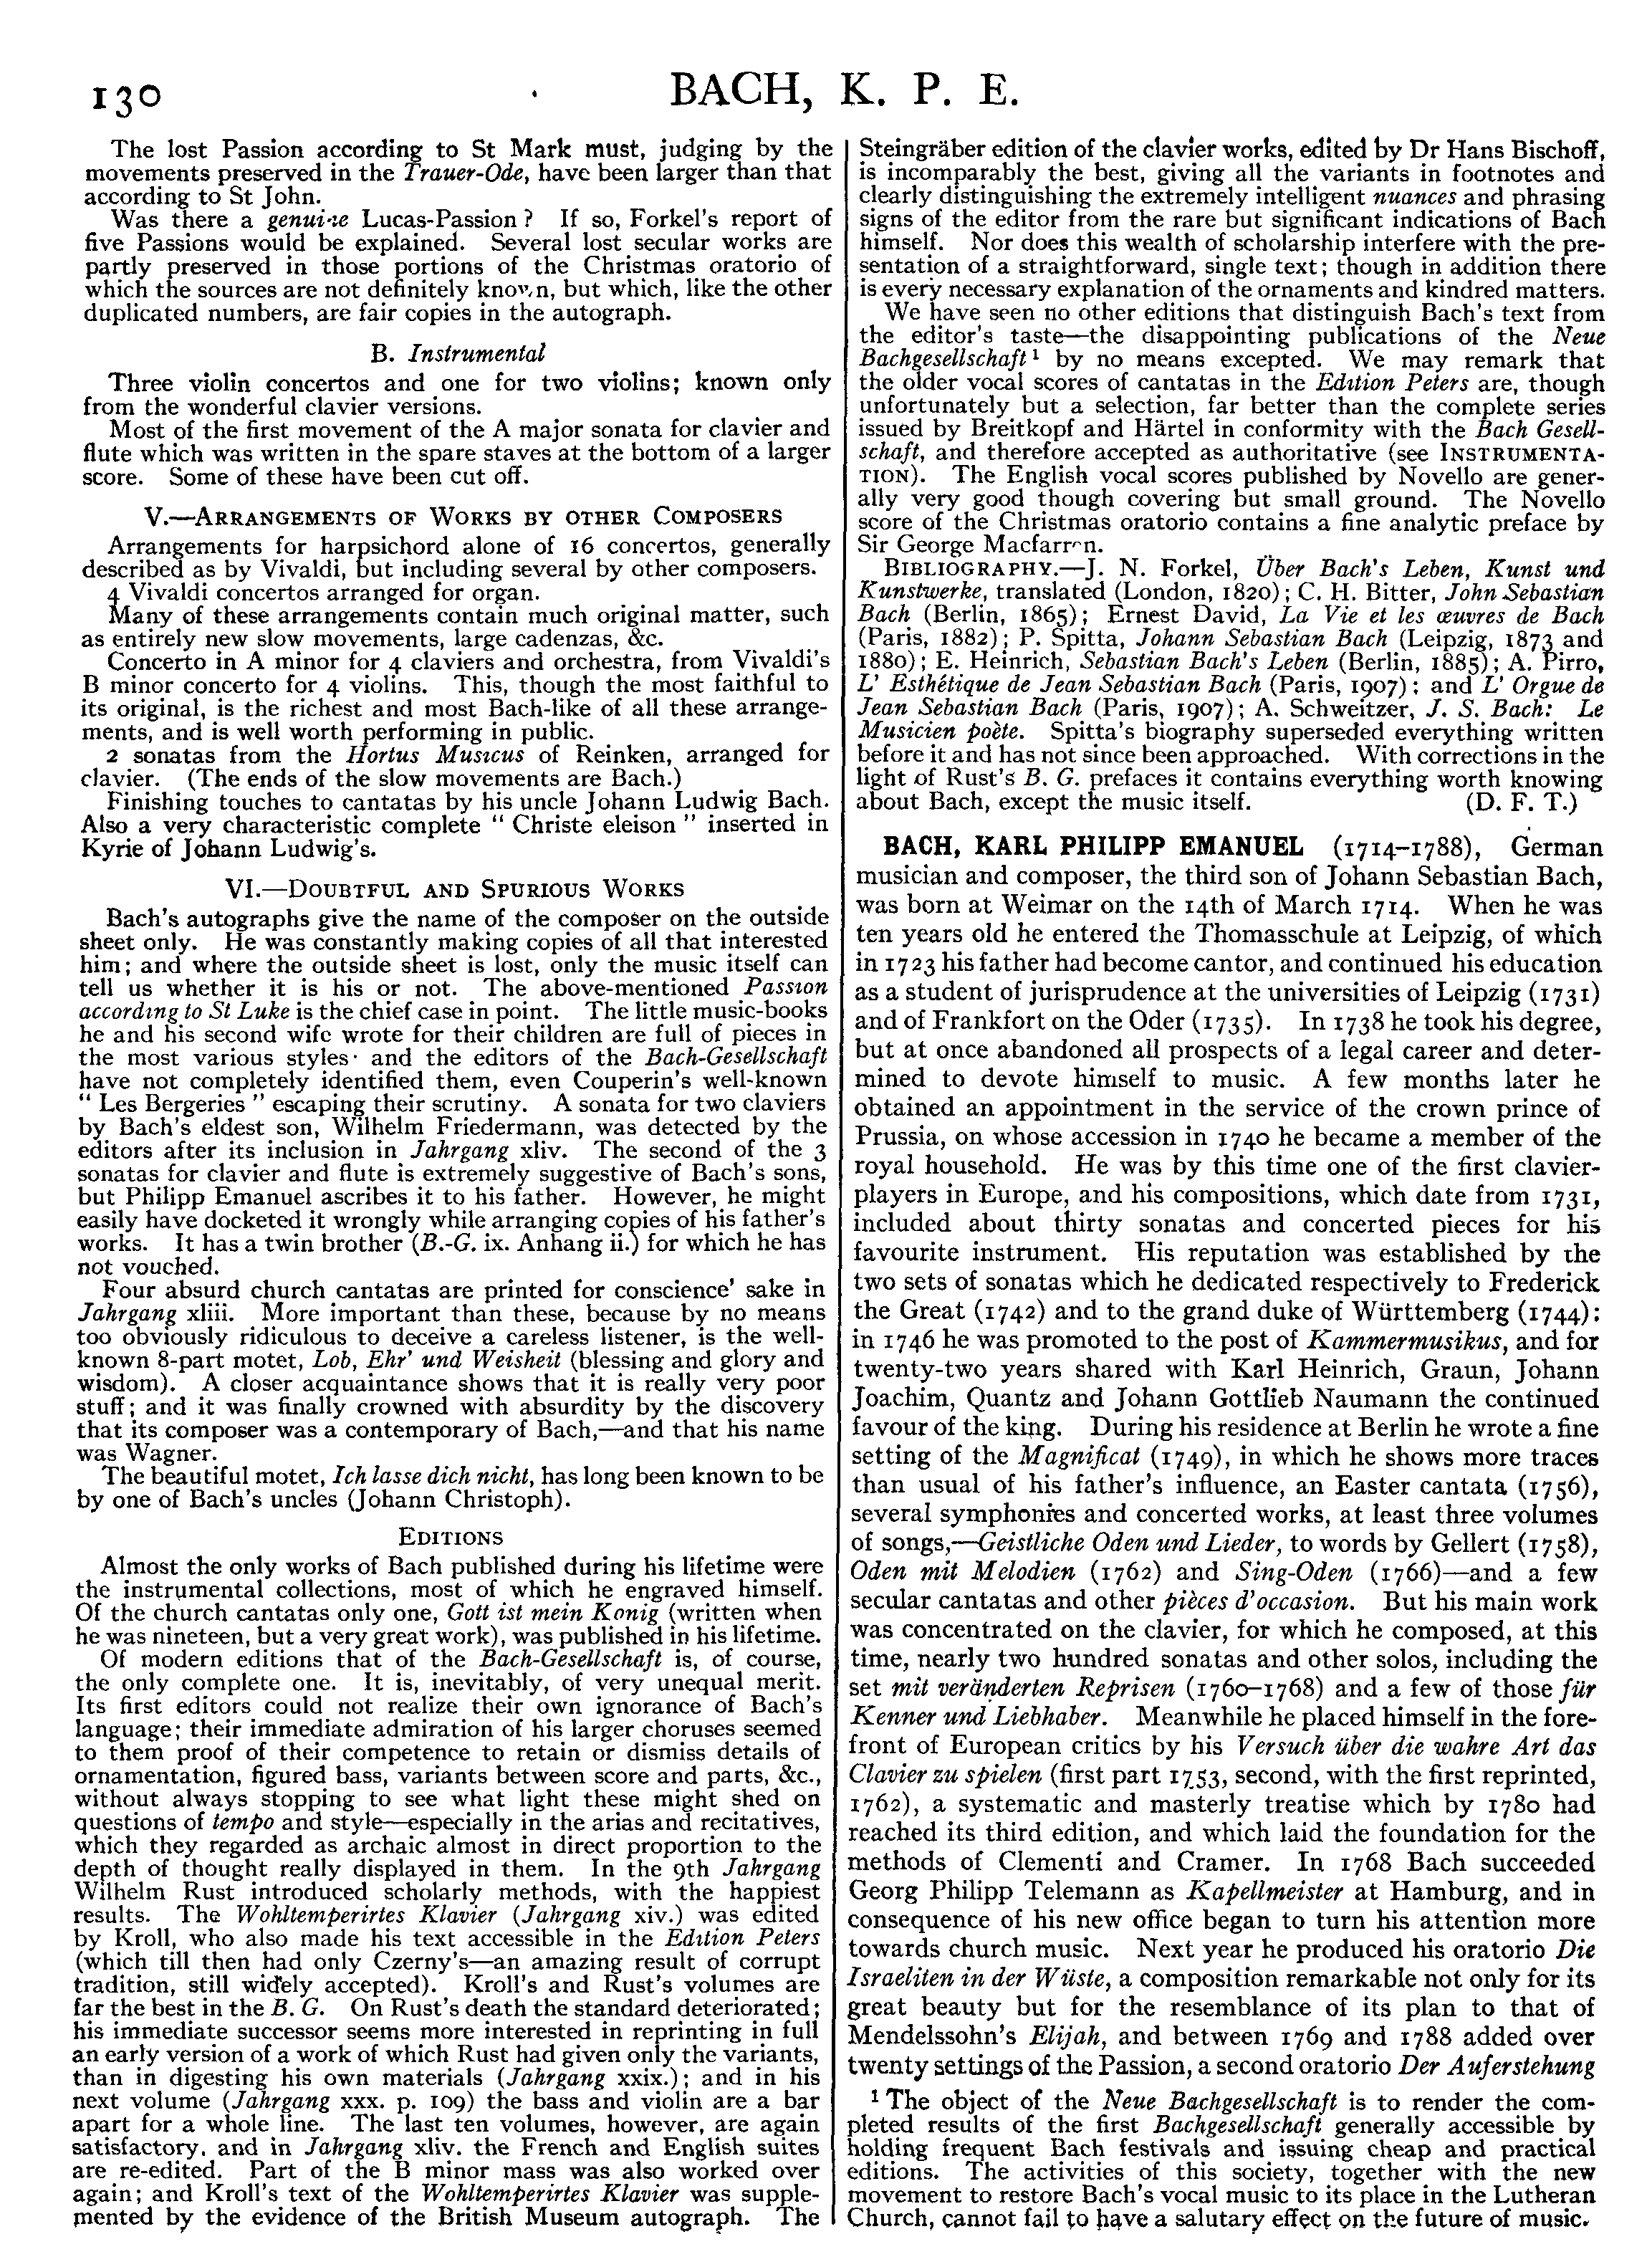 130
BACH, K. P. E.
The lost Passion according to St Mark must, judging by the
movements preserved in the Trauer-Ode, have been larger than that
according to St John.
Was there a genuine Lucas-Passion? If so, Forkel's report of
five Passions would be explained. Several lost secular works are
partly preserved in those portions of the Christmas oratorio of
which the sources are not definitely known, but which, like the other
duplicated numbers, are fair copies in the autograph.
B. Instrumental
Three violin concertos and one for two violins; known only
from the wonderful clavier versions.
Most of the first movement of the A major sonata for clavier and
flute which was written in the spare staves at the bottom of a larger
score. Some of these have been cut off.
V.—ARRANGEMENTS OF WORKS BY OTHER COMPOSERS
Arrangements for harpsichord alone of 16 concertos, generally
described as by Vivaldi, but including several by other composers.
4 Vivaldi concertos arranged for organ.
Many of these arrangements contain much original matter, such
as entirely new slow movements, large cadenzas, &c.
Concerto in A minor for 4 claviers and orchestra, from Vivaldi's
B minor concerto for 4 violins. This, though the most faithful to
its original, is the richest and most Bach-like of all these arrange-
ments, and is well worth performing in public.
2 sonatas from the Hortus Musicus of Reinken, arranged for
clavier. (The ends of the slow movements are Bach.)
Finishing touches to cantatas by his uncle Johann Ludwig Bach.
Also a very characteristic complete " Christe eleison " inserted in
Kyrie of Johann Ludwig's.
VI.—DOUBTFUL AND SPURIOUS WORKS
Bach's autographs give the name of the composer on the outside
sheet only. He was constantly making copies of all that interested
him; and where the outside sheet is lost, only the music itself can
tell us whether it is his or not. The above-mentioned Passion
according to St Luke is the chief case in point. The little music-books
he and his second wife wrote for their children are full of pieces in
the most various styles· and the editors of the Bach-Gesellschaft
have not completely identified them, even Couperin's well-known
" Les Bergeries " escaping their scrutiny. A sonata for two claviers
by Bach's eldest son, Wilhelm Friedermann, was detected by the
editors after its inclusion in Jahrgang xliv. The second of the 3
sonatas for clavier and flute is extremely suggestive of Bach's sons,
but Philipp Emanuel ascribes it to his father. However, he might
easily have docketed it wrongly while arranging copies of his father's
works. It has a twin brother (B.-G. ix. Anhang ii.) for which he has
not vouched.
Four absurd church cantatas are printed for conscience' sake in
Jahrgang xliii. More important than these, because by no means
too obviously ridiculous to deceive a careless listener, is the well-
known 8-part motet, Lob, Ehr' und Weisheit (blessing and glory and
wisdom). A closer acquaintance shows that it is really very poor
stuff; and it was finally crowned with absurdity by the discovery
that its composer was a contemporary of Bach,—and that his name
was Wagner.
The beautiful motet, Ich lasse dich nicht, has long been known to be
by one of Bach's uncles (Johann Christoph).
EDITIONS
Almost the only works of Bach published during his lifetime were
the instrumental collections, most of which he engraved himself.
Of the church cantatas only one, Gott ist mein Konig (written when
he was nineteen, but a very great work), was published in his lifetime.
Of modern editions that of the Bach-Gesellschaft is, of course,
the only complete one. It is, inevitably, of very unequal merit.
Its first editors could not realize their own ignorance of Bach's
language; their immediate admiration of his larger choruses seemed
to them proof of their competence to retain or dismiss details of
ornamentation, figured bass, variants between score and parts, &c.,
without always stopping to see what light these might shed on
questions of tempo and style—especially in the arias and recitatives,
which they regarded as archaic almost in direct proportion to the
depth of thought really displayed in them. In the 9th Jahrgang
Wilhelm Rust introduced scholarly methods, with the happiest
results. The Wohltemperirtes Klavier (Jahrgang xiv.) was edited
by Kroll, who also made his text accessible in the Edition Peters
(which till then had only Czerny's—an amazing result of corrupt
tradition, still widely accepted). Kroll's and Rust's volumes are
far the best in the B. G. On Rust's death the standard deteriorated;
his immediate successor seems more interested in reprinting in full
an early version of a work of which Rust had given only the variants,
than in digesting his own materials (Jahrgang xxix.); and in his
next volume (Jahrgang xxx. p. 109) the bass and violin are a bar
apart for a whole line. The last ten volumes, however, are again
satisfactory, and in Jahrgang xliv. the French and English suites
are re-edited. Part of the B minor mass was also worked over
again; and Kroll's text of the Wohltemperirtes Klavier was supple-
mented by the evidence of the British Museum autograph. The
Steingräber edition of the clavier works, edited by Dr Hans Bischoff,
is incomparably the best, giving all the variants in footnotes and
clearly distinguishing the extremely intelligent nuances and phrasing
signs of the editor from the rare but significant indications of Bach
himself. Nor does this wealth of scholarship interfere with the pre-
sentation of a straightforward, single text; though in addition there
is every necessary explanation of the ornaments and kindred matters.
We have seen no other editions that distinguish Bach's text from
the editor's taste—the disappointing publications of the Neue
Bachgesellschaft ¹ by no means excepted. We may remark that
the older vocal scores of cantatas in the Edition Peters are, though
unfortunately but a selection, far better than the complete series
issued by Breitkopf and Härtel in conformity with the Bach Gesell-
schaft, and therefore accepted as authoritative (see INSTRUMENTA-
TION). The English vocal scores published by Novello are gener-
ally very good though covering but small ground. The Novello
score of the Christmas oratorio contains a fine analytic preface by
Sir George Macfarren.
BIBLIOGRAPHY.—J. N. Forkel, Über Bach's Leben, Kunst und
Kunstwerke, translated (London, 1820); C. H. Bitter, John Sebastian
Bach (Berlin, 1865); Ernest David, La Vie et les œuvres de Bach
(Paris, 1882); P. Spitta, Johann Sebastian Bach (Leipzig, 1873 and
1880); E. Heinrich, Sebastian Bach's Leben (Berlin, 1885); A. Pirro,
L' Esthétique de Jean Sebastian Bach (Paris, 1907); and L' Orgue de
Jean Sebastian Bach (Paris, 1907); A. Schweitzer, J. S. Bach: Le
Musicien poète. Spitta's biography superseded everything written
before it and has not since been approached. With corrections in the
light of Rust's B. G. prefaces it contains everything worth knowing
about Bach, except the music itself. (D. F. T.)
BACH, KARL PHILIPP EMANUEL (1714–1788), German
musician and composer, the third son of Johann Sebastian Bach,
was born at Weimar on the 14th of March 1714. When he was
ten years old he entered the Thomasschule at Leipzig, of which
in 1723 his father had become cantor, and continued his education
as a student of jurisprudence at the universities of Leipzig (1731)
and of Frankfort on the Oder (1735). In 1738 he took his degree,
but at once abandoned all prospects of a legal career and deter-
mined to devote himself to music. A few months later he
obtained an appointment in the service of the crown prince of
Prussia, on whose accession in 1740 he became a member of the
royal household. He was by this time one of the first clavier-
players in Europe, and his compositions, which date from 1731,
included about thirty sonatas and concerted pieces for his
favourite instrument. His reputation was established by the
two sets of sonatas which he dedicated respectively to Frederick
the Great (1742) and to the grand duke of Württemberg (1744):
in 1746 he was promoted to the post of Kammermusikus, and for
twenty-two years shared with Karl Heinrich, Graun, Johann
Joachim, Quantz and Johann Gottlieb Naumann the continued
favour of the king. During his residence at Berlin he wrote a fine
setting of the Magnificat (1749), in which he shows more traces
than usual of his father's influence, an Easter cantata (1756),
several symphonies and concerted works, at least three volumes
of songs,—Geistliche Oden und Lieder, to words by Gellert (1758),
Oden mit Melodien (1762) and Sing-Oden (1766)—and a few
secular cantatas and other pièces d'occasion. But his main work
was concentrated on the clavier, for which he composed, at this
time, nearly two hundred sonatas and other solos, including the
set mit veränderten Reprisen (1760–1768) and a few of those für
Kenner und Liebhaber. Meanwhile he placed himself in the fore-
front of European critics by his Versuch über die wahre Art das
Clavier zu spielen (first part 1753, second, with the first reprinted,
1762), a systematic and masterly treatise which by 1780 had
reached its third edition, and which laid the foundation for the
methods of Clementi and Cramer. In 1768 Bach succeeded
Georg Philipp Telemann as Kapellmeister at Hamburg, and in
consequence of his new office began to turn his attention more
towards church music. Next year he produced his oratorio Die
Israeliten in der Wüste, a composition remarkable not only for its
great beauty but for the resemblance of its plan to that of
Mendelssohn's Elijah, and between 1769 and 1788 added over
twenty settings of the Passion, a second oratorio Der Auferstehung
¹ The object of the Neue Bachgesellschaft is to render the com-
pleted results of the first Bachgesellschaft generally accessible by
holding frequent Bach festivals and issuing cheap and practical
editions. The activities of this society, together with the new
movement to restore Bach's vocal music to its place in the Lutheran
Church, cannot fail to have a salutary effect on the future of music.